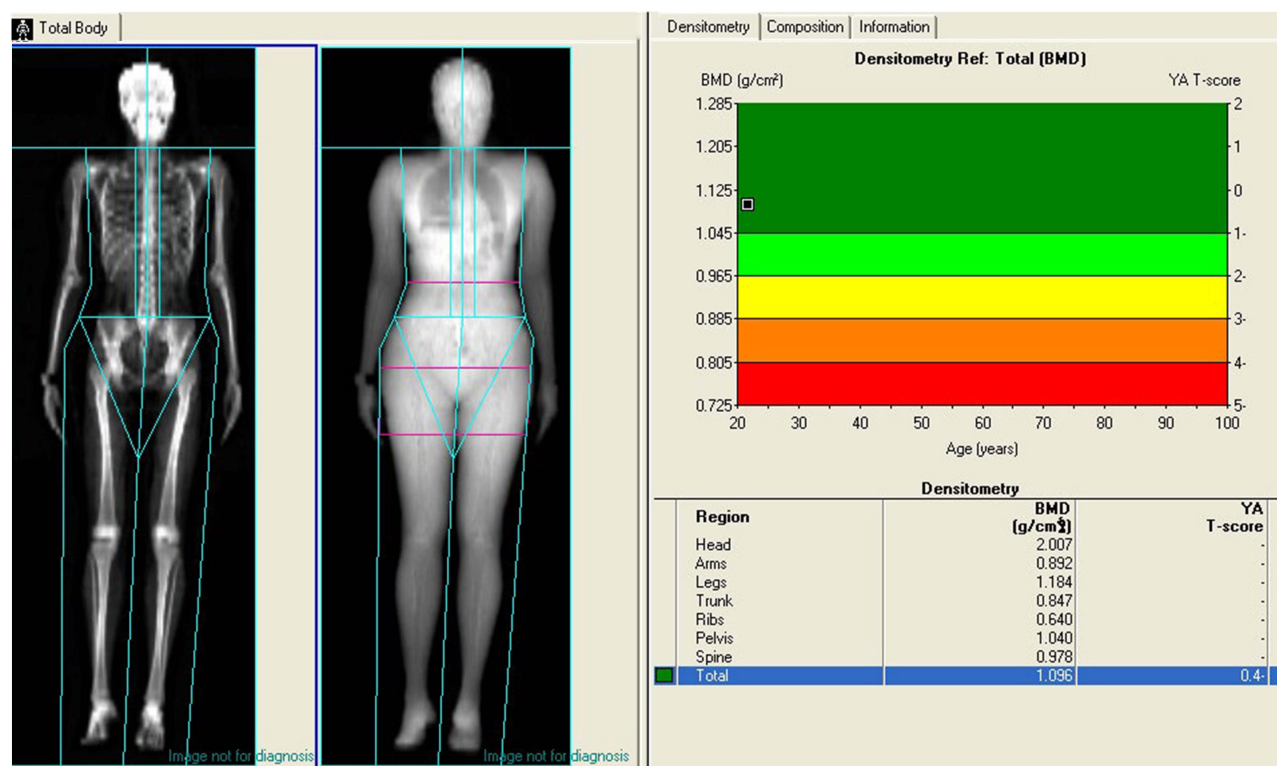 Total Body
Image not for diagnosis
Image not for diagnosis
Densitometry Composition Information
Densitometry Ref: Total (BMD)
BMD (g/cm²) YA T-score
1.285 2
1.205 1
1.125 0
1.045 1-
0.965 2-
0.885 3-
0.805 4-
0.725 5-
20 30 40 50 60 70 80 90 100
Age (years)
Densitometry
Region BMD YA
(g/cm²) T-score
Head 2.007 -
Arms 0.892 -
Legs 1.184 -
Trunk 0.847 -
Ribs 0.640 -
Pelvis 1.040 -
Spine 0.978 -
Total 1.096 0.4-